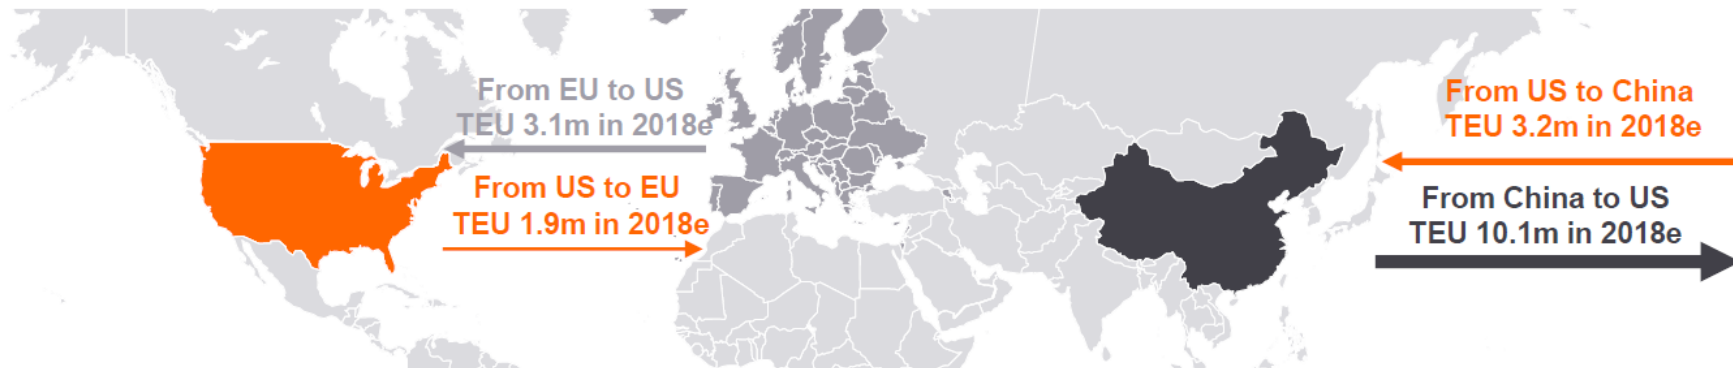 From EU to US
TEU 3.1m in 2018e
From US to EU
TEU 1.9m in 2018e
From US to China
TEU 3.2m in 2018e
From China to US
TEU 10.1m in 2018e